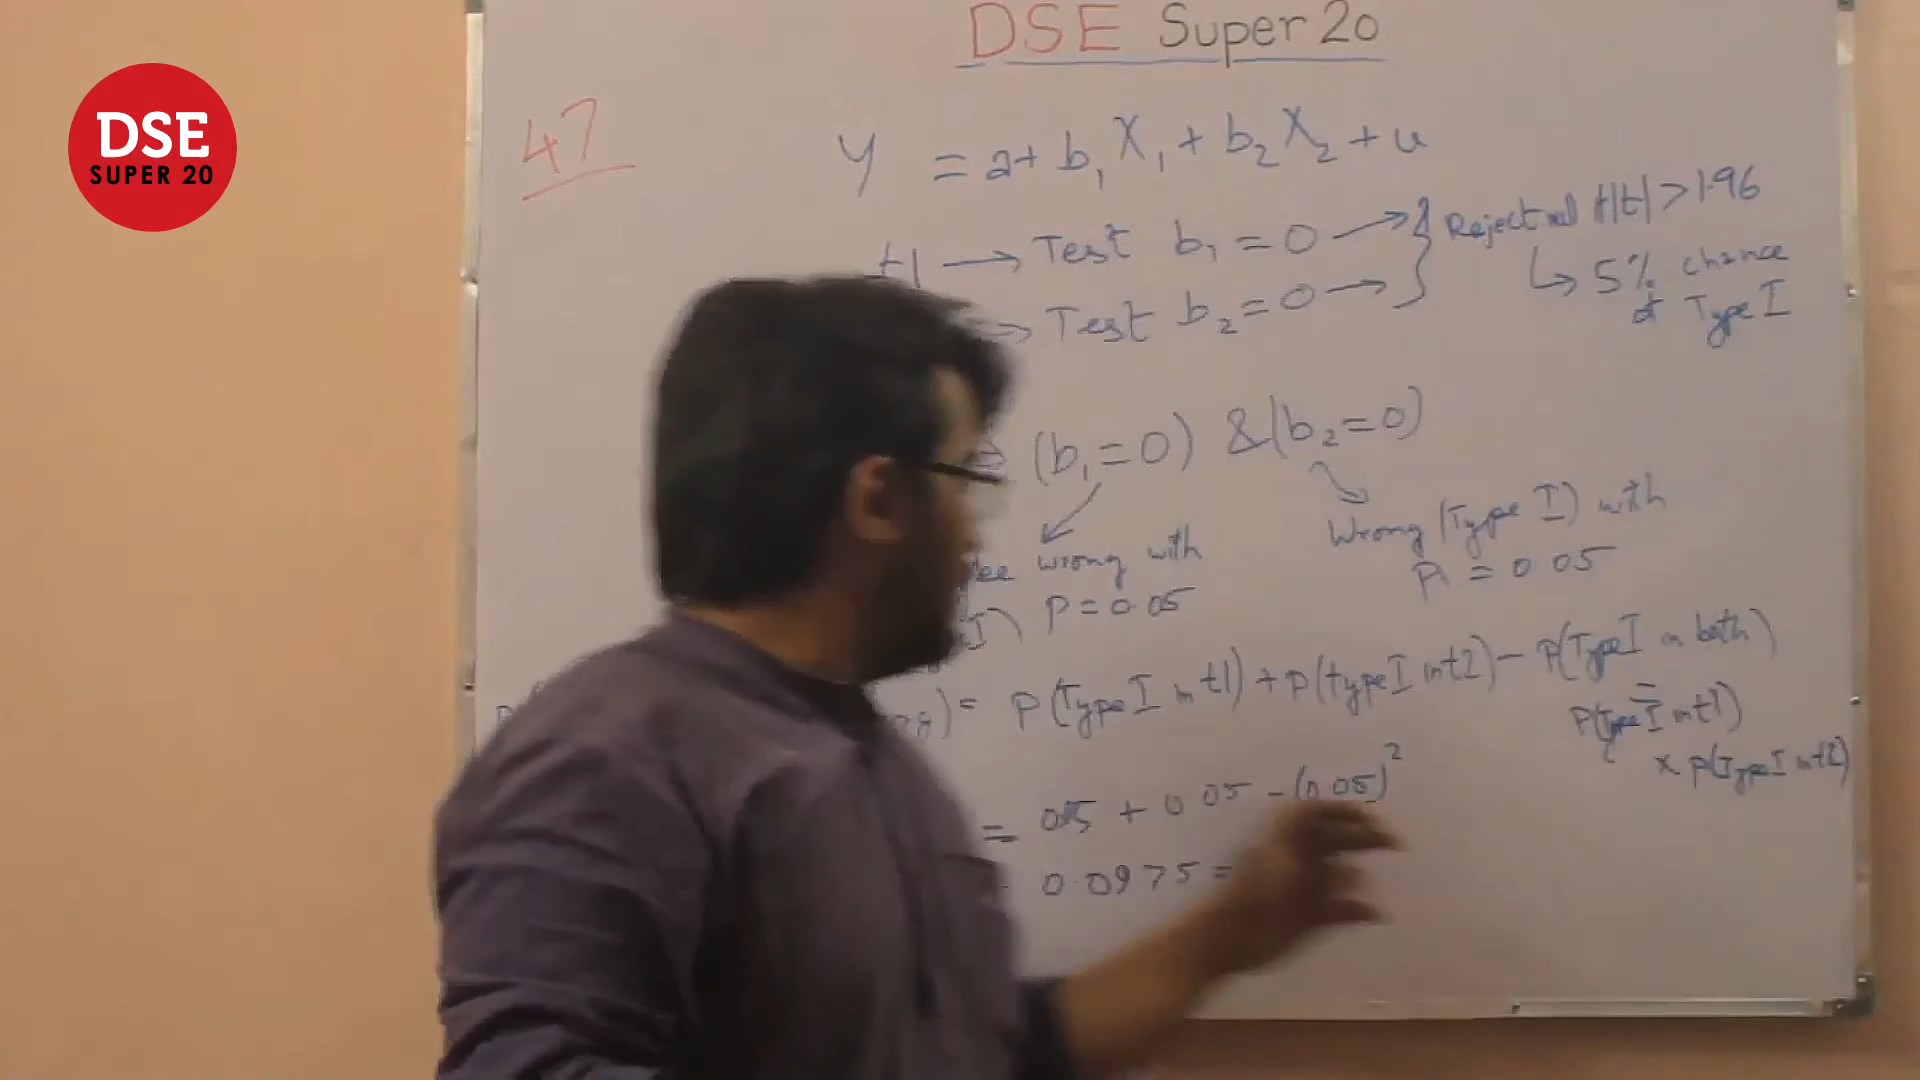 DSE Super 20
DSE
SUPER 20
47
Y = a + b₁X₁ + b₂X₂ + u
t1 → Test b₁ = 0 →
Test b₂ = 0 →
Reject |t| > 1.96
↳ 5% chance
of Type I
(b₁ = 0) & (b₂ = 0)
wrong with
P = 0.05
Wrong (Type I) with
P = 0.05
= P(Type I in t1) + P(type I in t2) - P(Type I in both)
=
P(Type I in t1)
x P(Type I in t2)
= 0.05 + 0.05 - (0.05)²
0.0975 =